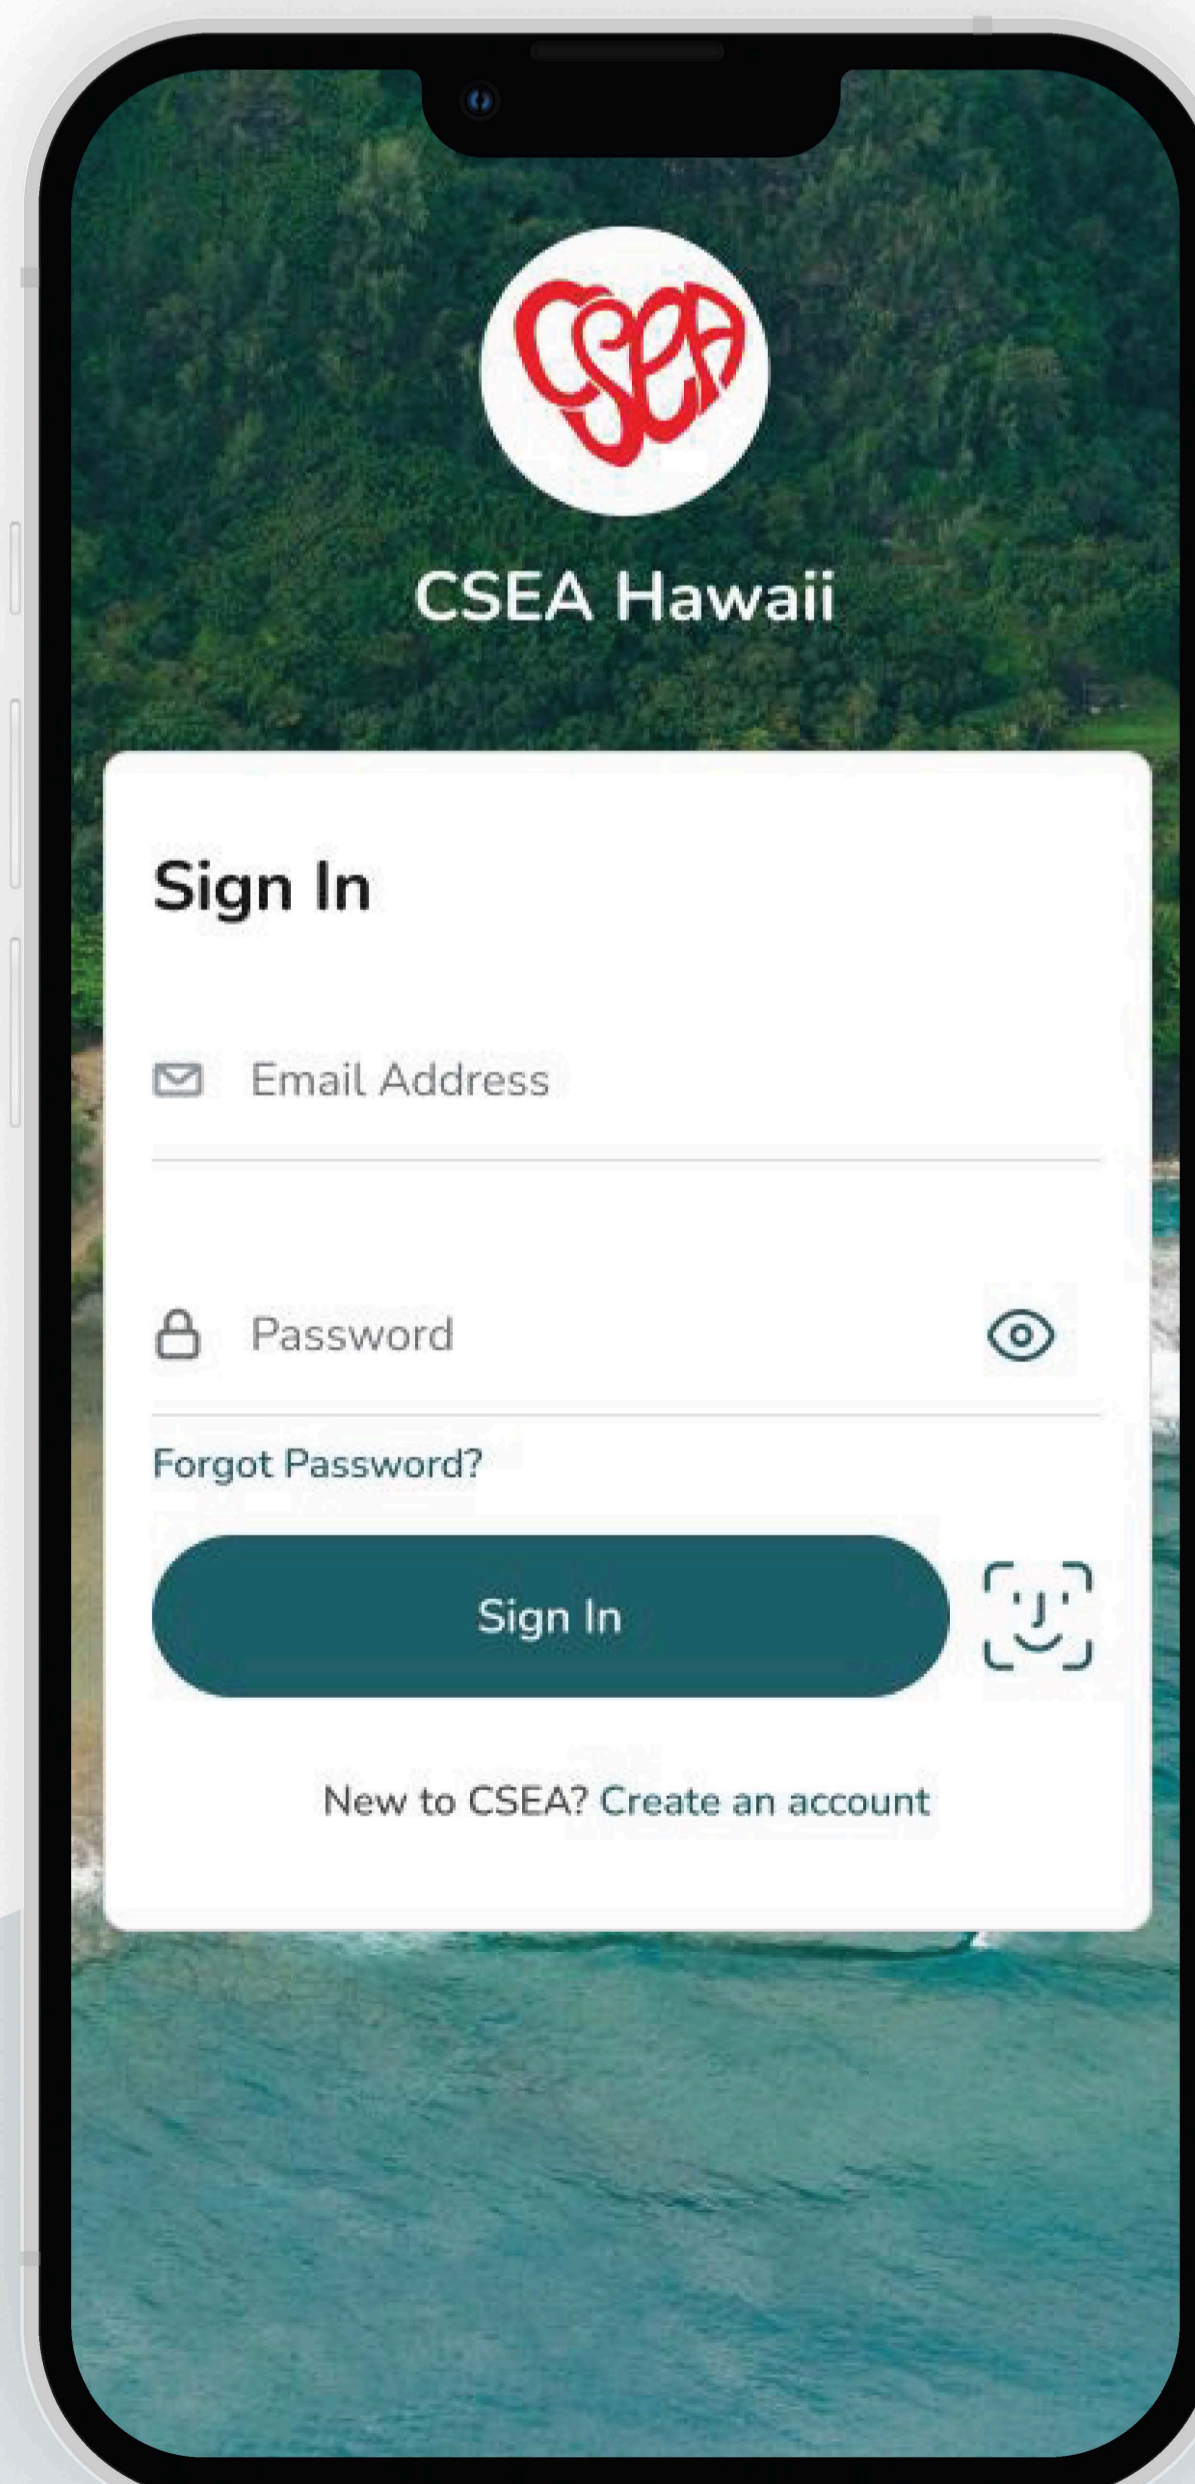 CSEA
CSEA Hawaii
Sign In
Email Address
Password
Forgot Password?
Sign In
New to CSEA? Create an account